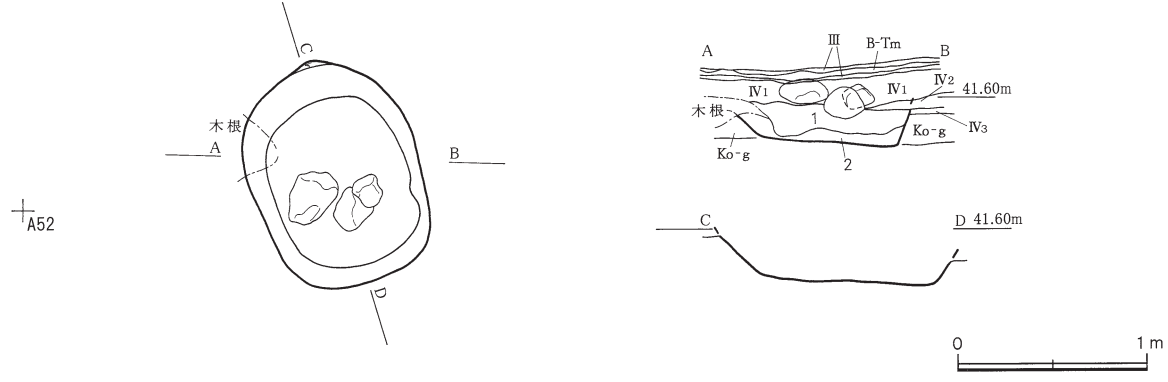 C
木根
A
B
A52
D
A
III
B-Tm
B
IV1
IV1
IV2
41.60m
木根
1
IV3
Ko-g
Ko-g
2
C
D 41.60m
0
1m